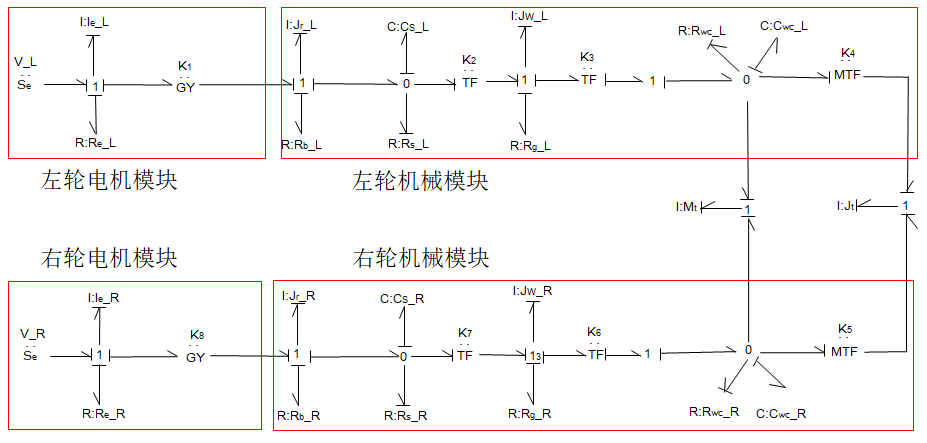 I:Ie_L
I:Jr_L
C:Cs_L
I:Jw_L
R:Rwc_L
C:Cwc_L
V_L
Se
1
K1
GY
1
0
K2
TF
1
K3
TF
1
0
K4
MTF
R:Re_L
R:Rb_L
R:Rs_L
R:Rg_L
左轮电机模块
左轮机械模块
I:Mt
1
I:Jt
1
右轮电机模块
右轮机械模块
I:Ie_R
I:Jr_R
C:Cs_R
I:Jw_R
V_R
Se
1
K8
GY
1
0
K7
TF
13
K6
TF
1
0
K5
MTF
R:Re_R
R:Rb_R
R:Rs_R
R:Rg_R
R:Rwc_R
C:Cwc_R